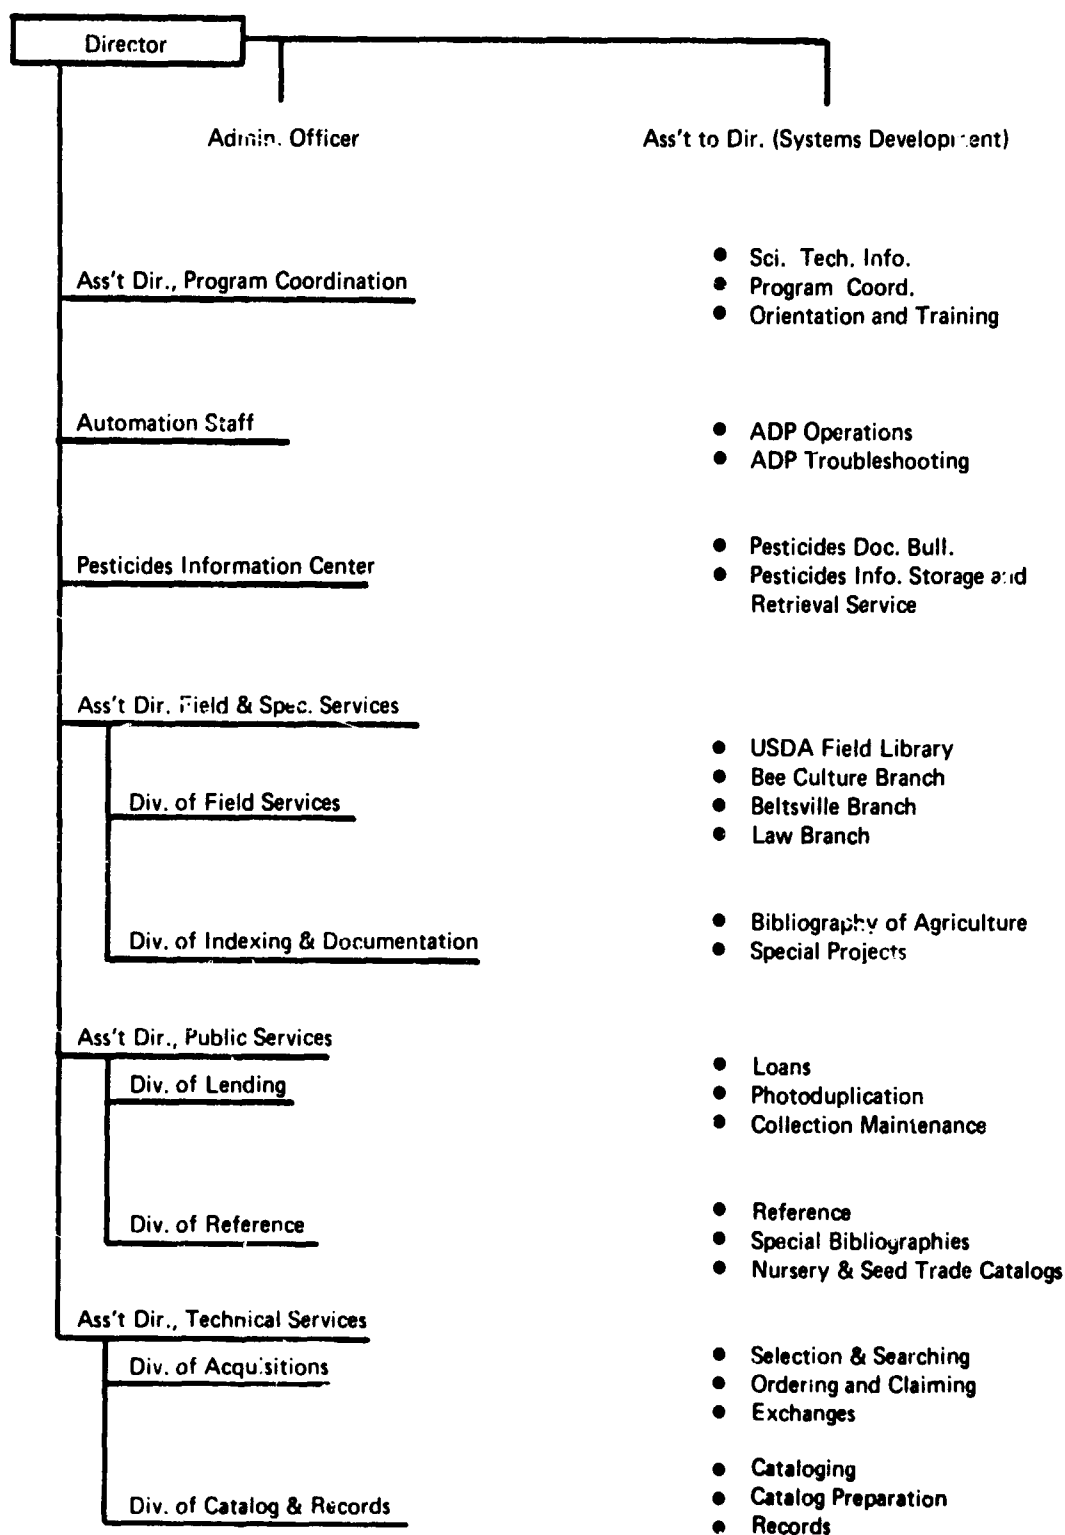 Director
Admin. Officer
Ass't to Dir. (Systems Development)
Ass't Dir., Program Coordination
● Sci. Tech. Info.
● Program Coord.
● Orientation and Training
Automation Staff
● ADP Operations
● ADP Troubleshooting
Pesticides Information Center
● Pesticides Doc. Bull.
● Pesticides Info. Storage and
Retrieval Service
Ass't Dir. Field & Spec. Services
Div. of Field Services
● USDA Field Library
● Bee Culture Branch
● Beltsville Branch
● Law Branch
Div. of Indexing & Documentation
● Bibliography of Agriculture
● Special Projects
Ass't Dir., Public Services
Div. of Lending
● Loans
● Photoduplication
● Collection Maintenance
Div. of Reference
● Reference
● Special Bibliographies
● Nursery & Seed Trade Catalogs
Ass't Dir., Technical Services
Div. of Acquisitions
● Selection & Searching
● Ordering and Claiming
● Exchanges
Div. of Catalog & Records
● Cataloging
● Catalog Preparation
● Records